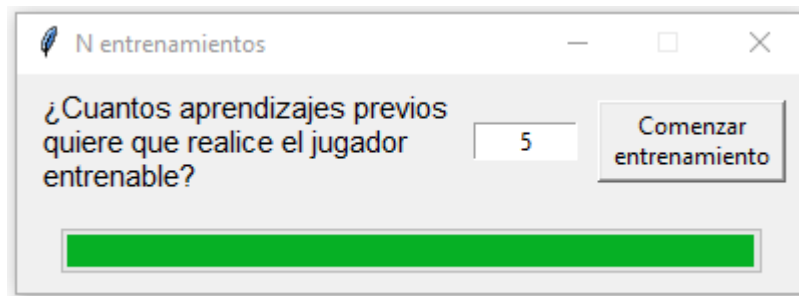 N entrenamientos
¿Cuantos aprendizajes previos
quiere que realice el jugador
entrenable?
5
Comenzar
entrenamiento